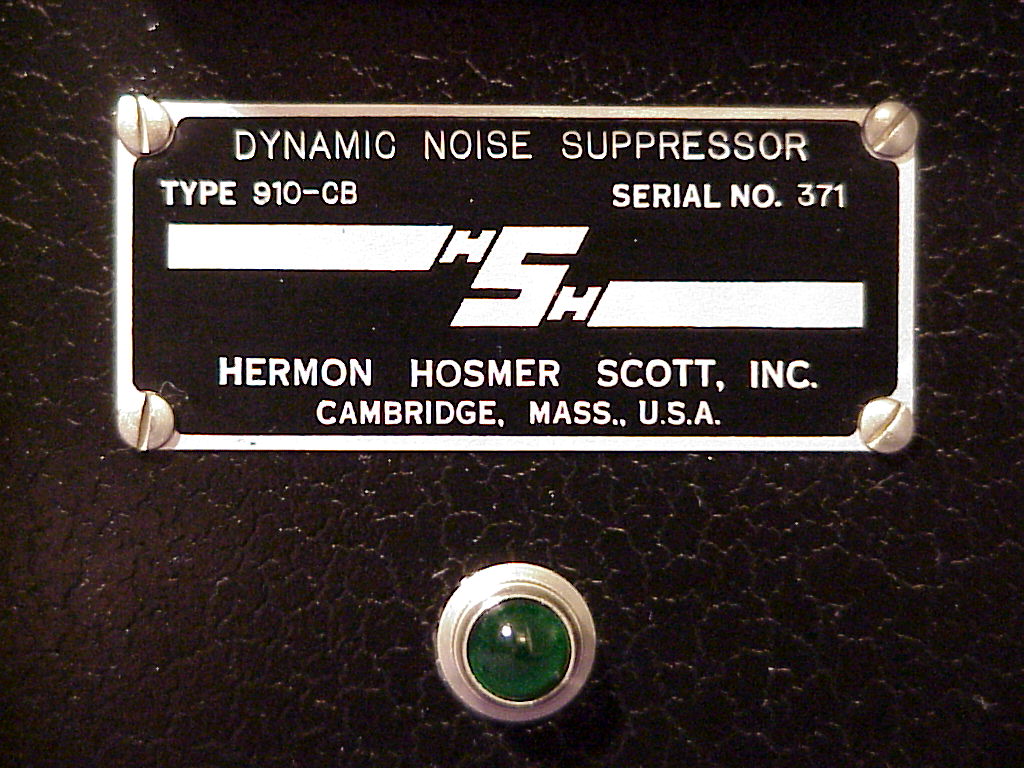 DYNAMIC NOISE SUPPRESSOR
TYPE 910-CB SERIAL NO. 371
HSH
HERMON HOSMER SCOTT, INC.
CAMBRIDGE, MASS., U.S.A.